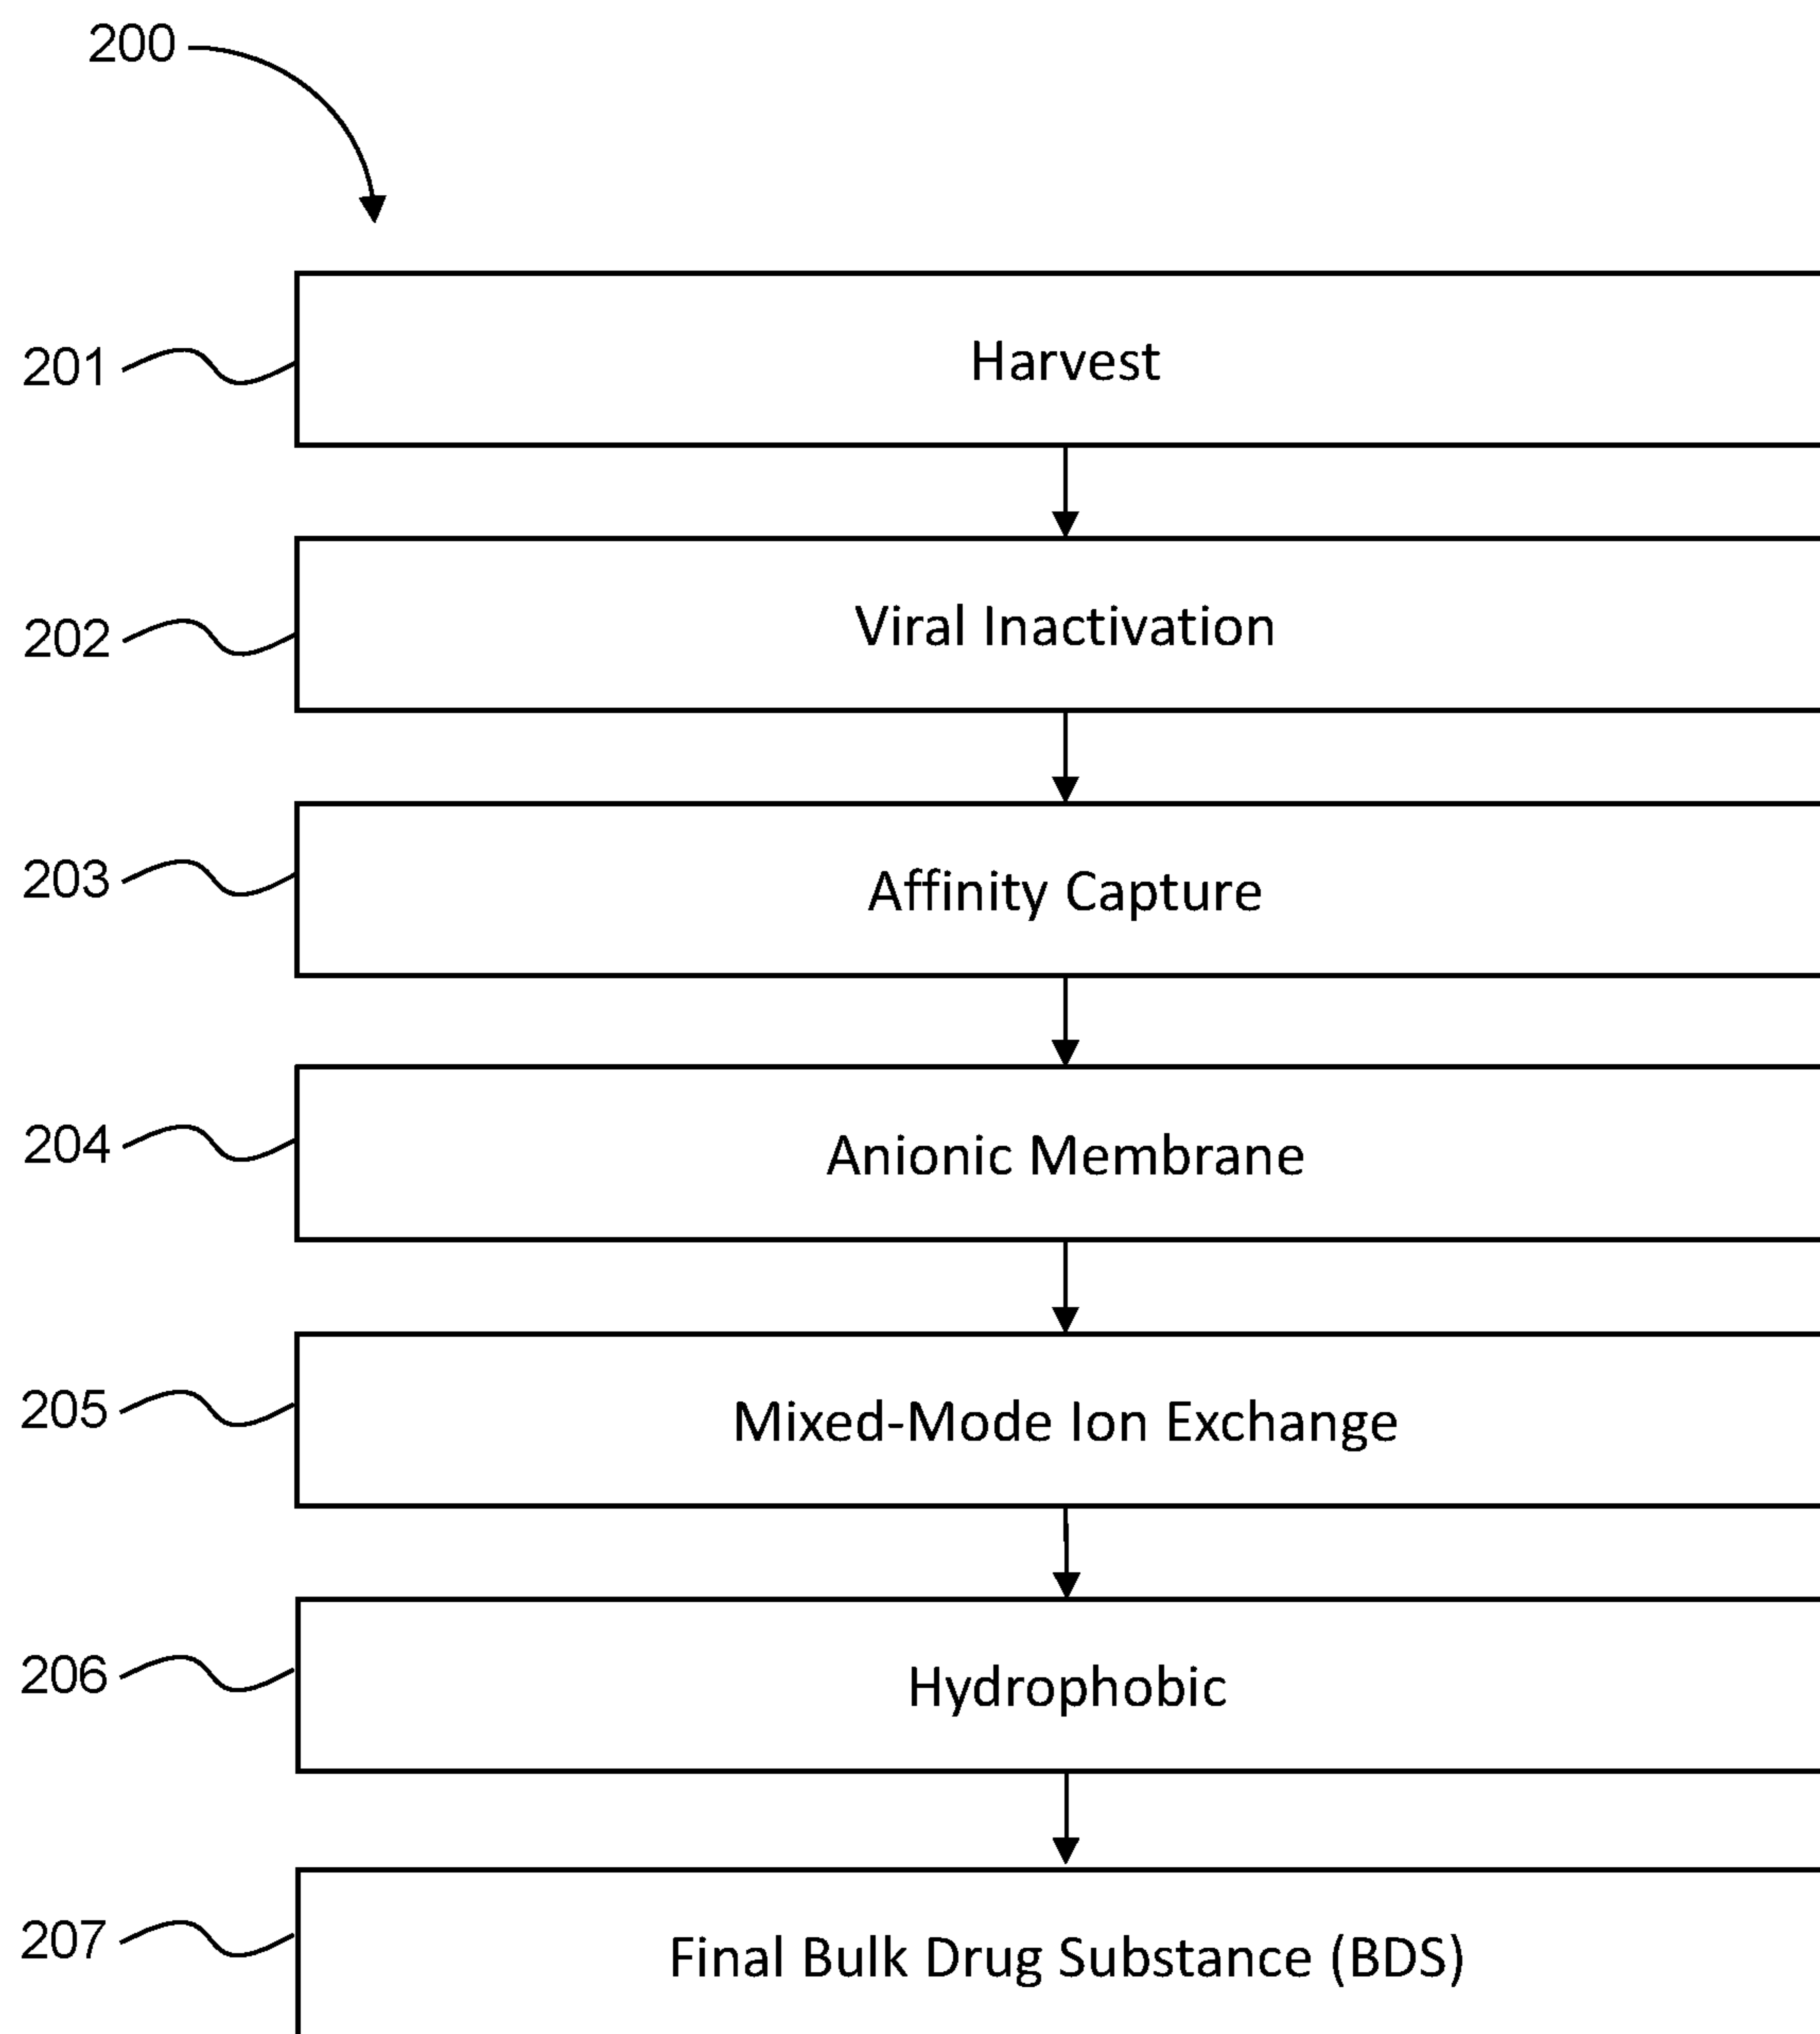 200
201
Harvest
202
Viral Inactivation
203
Affinity Capture
204
Anionic Membrane
205
Mixed-Mode Ion Exchange
206
Hydrophobic
207
Final Bulk Drug Substance (BDS)